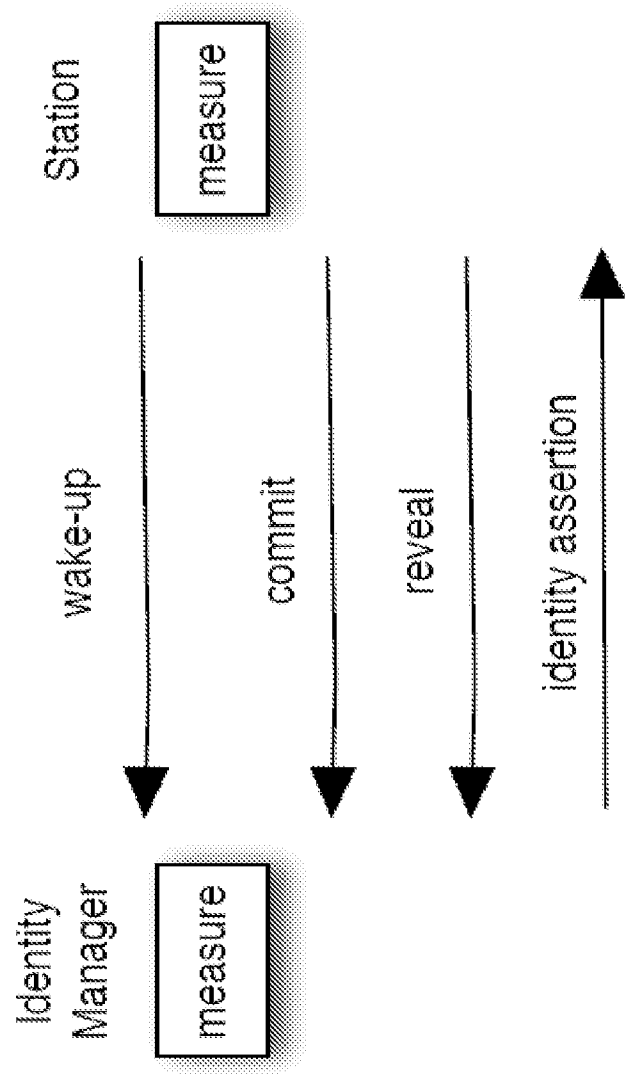 Identity
Manager
Station
wake-up
measure
measure
commit
reveal
identity assertion